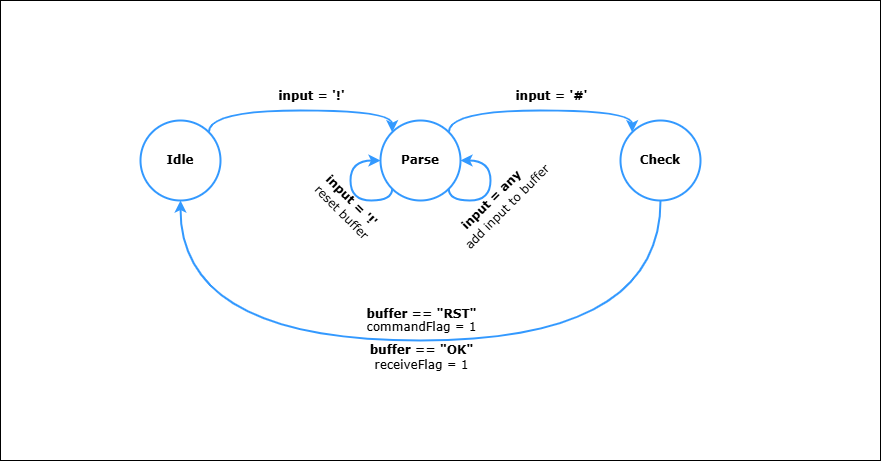 input = '!'
input = '#'
Idle
Parse
Check
input = '!'
reset buffer
input = any
add input to buffer
buffer == "RST"
commandFlag = 1
buffer == "OK"
receiveFlag = 1